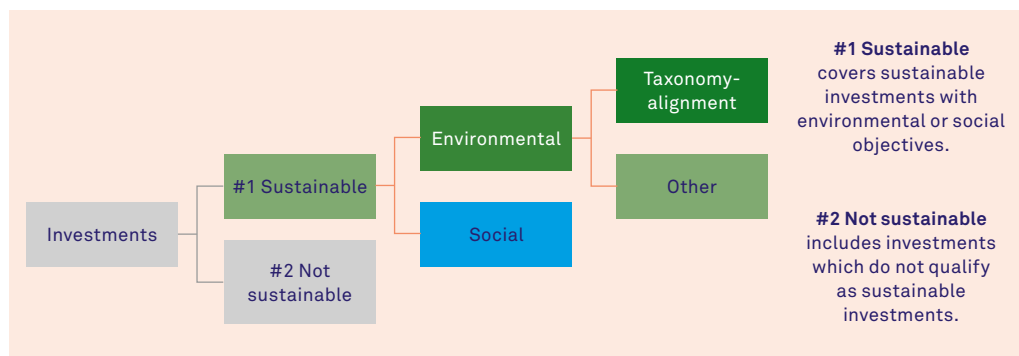 Investments
#1 Sustainable
#2 Not
sustainable
Environmental
Social
Taxonomy-
alignment
Other
#1 Sustainable
covers sustainable
investments with
environmental or social
objectives.
#2 Not sustainable
includes investments
which do not qualify
as sustainable
investments.